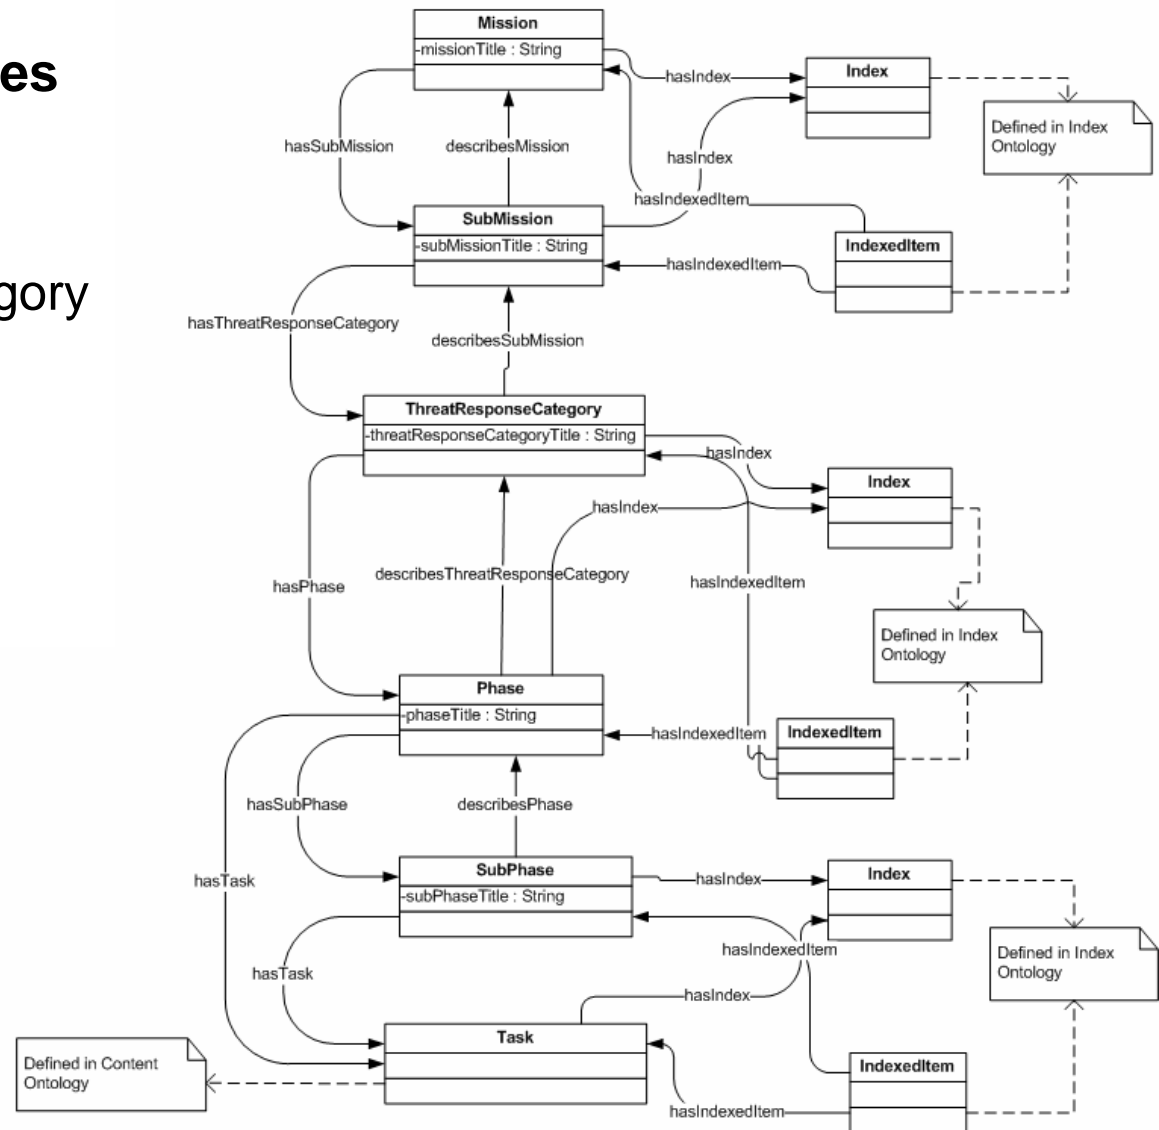 es
gory
Mission
-missionTitle : String
hasIndex
Index
Defined in Index
Ontology
hasSubMission
describesMission
hasIndex
hasIndexedItem
SubMission
-subMissionTitle : String
IndexedItem
hasIndexedItem
hasThreatResponseCategory
describesSubMission
ThreatResponseCategory
-threatResponseCategoryTitle : String
hasIndex
Index
hasIndex
hasPhase
describesThreatResponseCategory
hasIndexedItem
Defined in Index
Ontology
Phase
-phaseTitle : String
hasIndexedItem
IndexedItem
hasSubPhase
describesPhase
SubPhase
-subPhaseTitle : String
hasTask
hasIndex
Index
hasIndexedItem
Defined in Index
Ontology
hasTask
hasIndex
Task
Defined in Content
Ontology
IndexedItem
hasIndexedItem